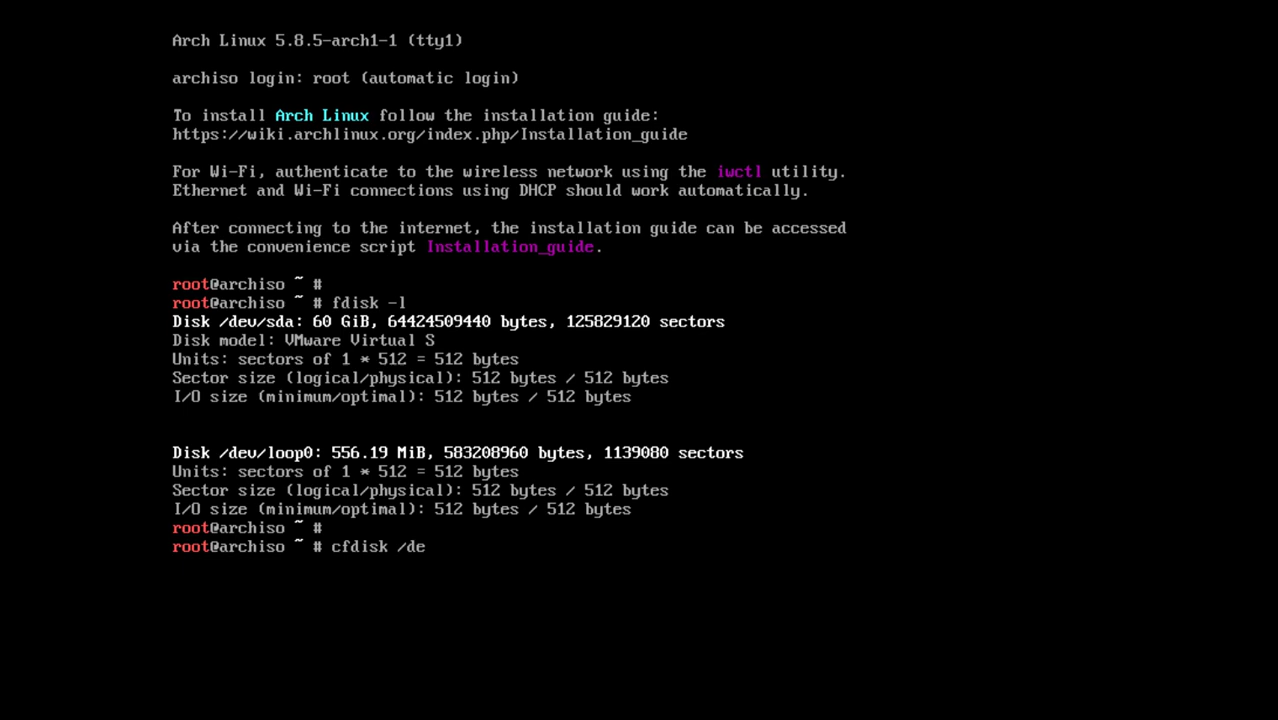 Arch Linux 5.8.5-arch1-1 (tty1)
archiso login: root (automatic login)
To install Arch Linux follow the installation guide:
https://wiki.archlinux.org/index.php/Installation_guide
For Wi-Fi, authenticate to the wireless network using the iwctl utility.
Ethernet and Wi-Fi connections using DHCP should work automatically.
After connecting to the internet, the installation guide can be accessed
via the convenience script Installation_guide.
root@archiso ~ #
root@archiso ~ # fdisk -l
Disk /dev/sda: 60 GiB, 64424509440 bytes, 125829120 sectors
Disk model: VMware Virtual S
Units: sectors of 1 * 512 = 512 bytes
Sector size (logical/physical): 512 bytes / 512 bytes
I/O size (minimum/optimal): 512 bytes / 512 bytes
Disk /dev/loop0: 556.19 MiB, 583208960 bytes, 1139080 sectors
Units: sectors of 1 * 512 = 512 bytes
Sector size (logical/physical): 512 bytes / 512 bytes
I/O size (minimum/optimal): 512 bytes / 512 bytes
root@archiso ~ #
root@archiso ~ # cfdisk /de